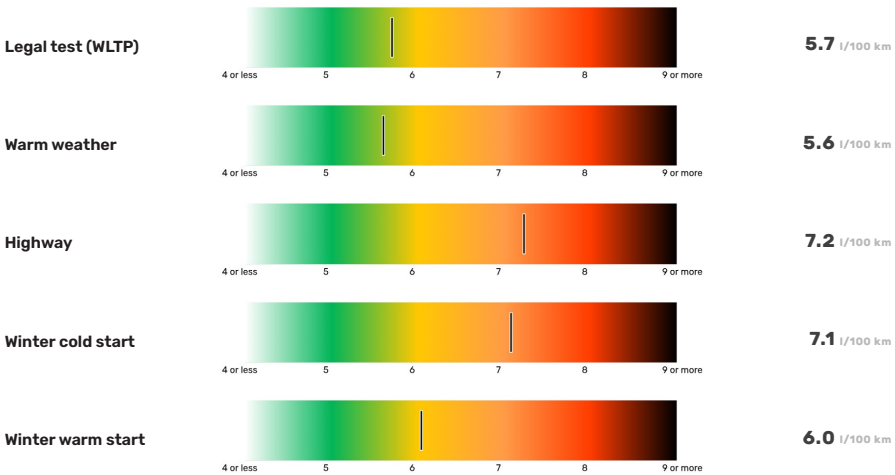 Legal test (WLTP)
5.7 l/100 km
4 or less 5 6 7 8 9 or more
Warm weather
5.6 l/100 km
4 or less 5 6 7 8 9 or more
Highway
7.2 l/100 km
4 or less 5 6 7 8 9 or more
Winter cold start
7.1 l/100 km
4 or less 5 6 7 8 9 or more
Winter warm start
6.0 l/100 km
4 or less 5 6 7 8 9 or more